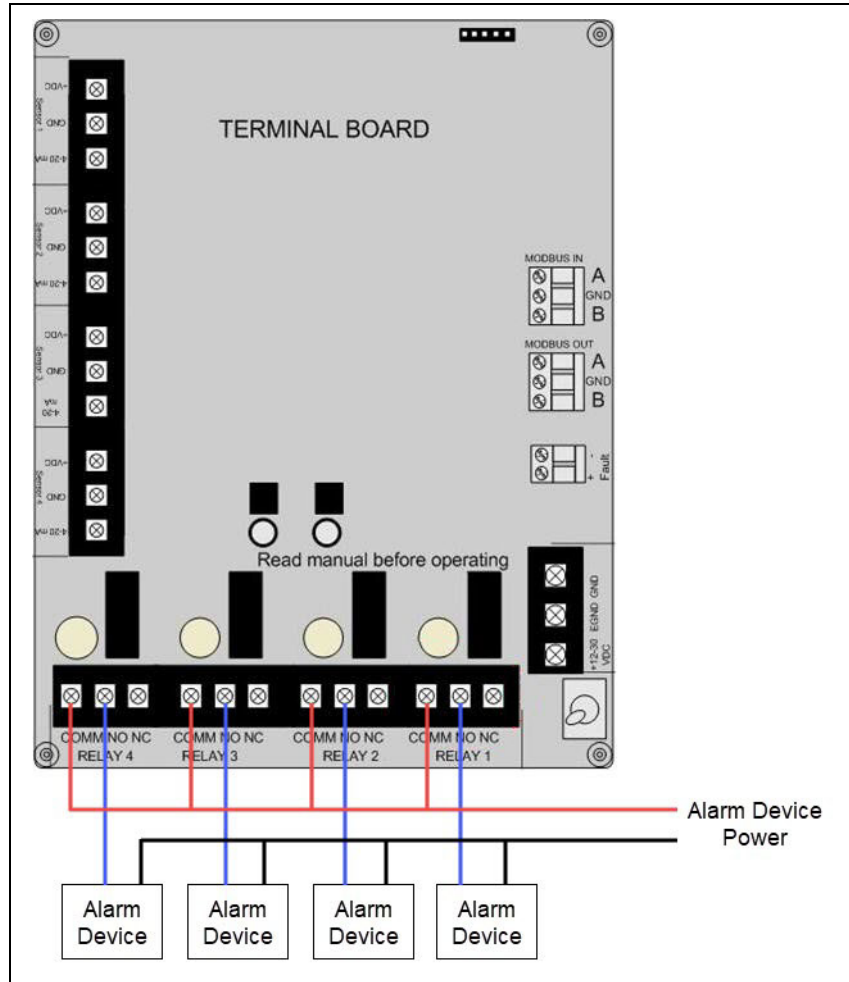 TERMINAL BOARD
+VDC
GND
4-20 mA
Sensor 1
+VDC
GND
4-20 mA
Sensor 2
+VDC
GND
4-20
mA
Sensor 3
+VDC
GND
4-20 mA
Sensor 4
MODBUS IN
A
GND
B
MODBUS OUT
A
GND
B
-
+
Fault
Read manual before operating
GND
EGND
+12-30
VDC
COMM NO NC
RELAY 4
COMM NO NC
RELAY 3
COMM NO NC
RELAY 2
COMM NO NC
RELAY 1
Alarm Device
Power
Alarm
Device
Alarm
Device
Alarm
Device
Alarm
Device